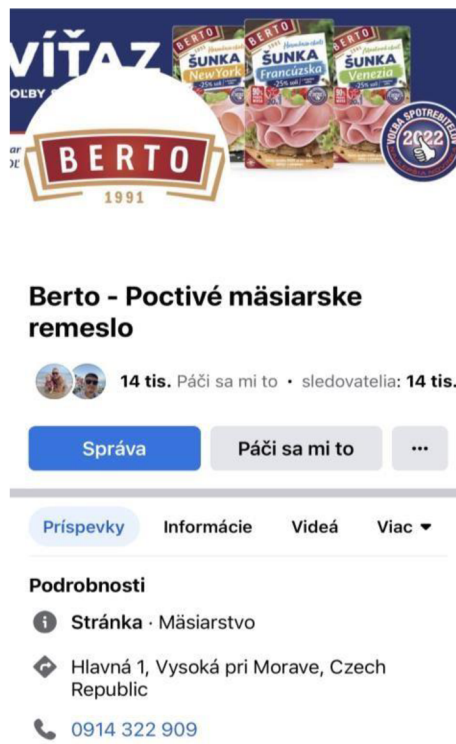 VÍŤAZ
BERTO
ŠUNKA
New York
-25% soli
BERTO
ŠUNKA
Francúzska
-25% soli
BERTO
ŠUNKA
Venezia
-25% soli
VOĽBA SPOTREBITEĽOV
2022
BERTO
1991
Berto - Poctivé mäsiarske
remeslo
14 tis. Páči sa mi to • sledovatelia: 14 tis.
Správa
Páči sa mi to
...
Príspevky
Informácie
Videá
Viac
Podrobnosti
Stránka · Mäsiarstvo
Hlavná 1, Vysoká pri Morave, Czech
Republic
0914 322 909